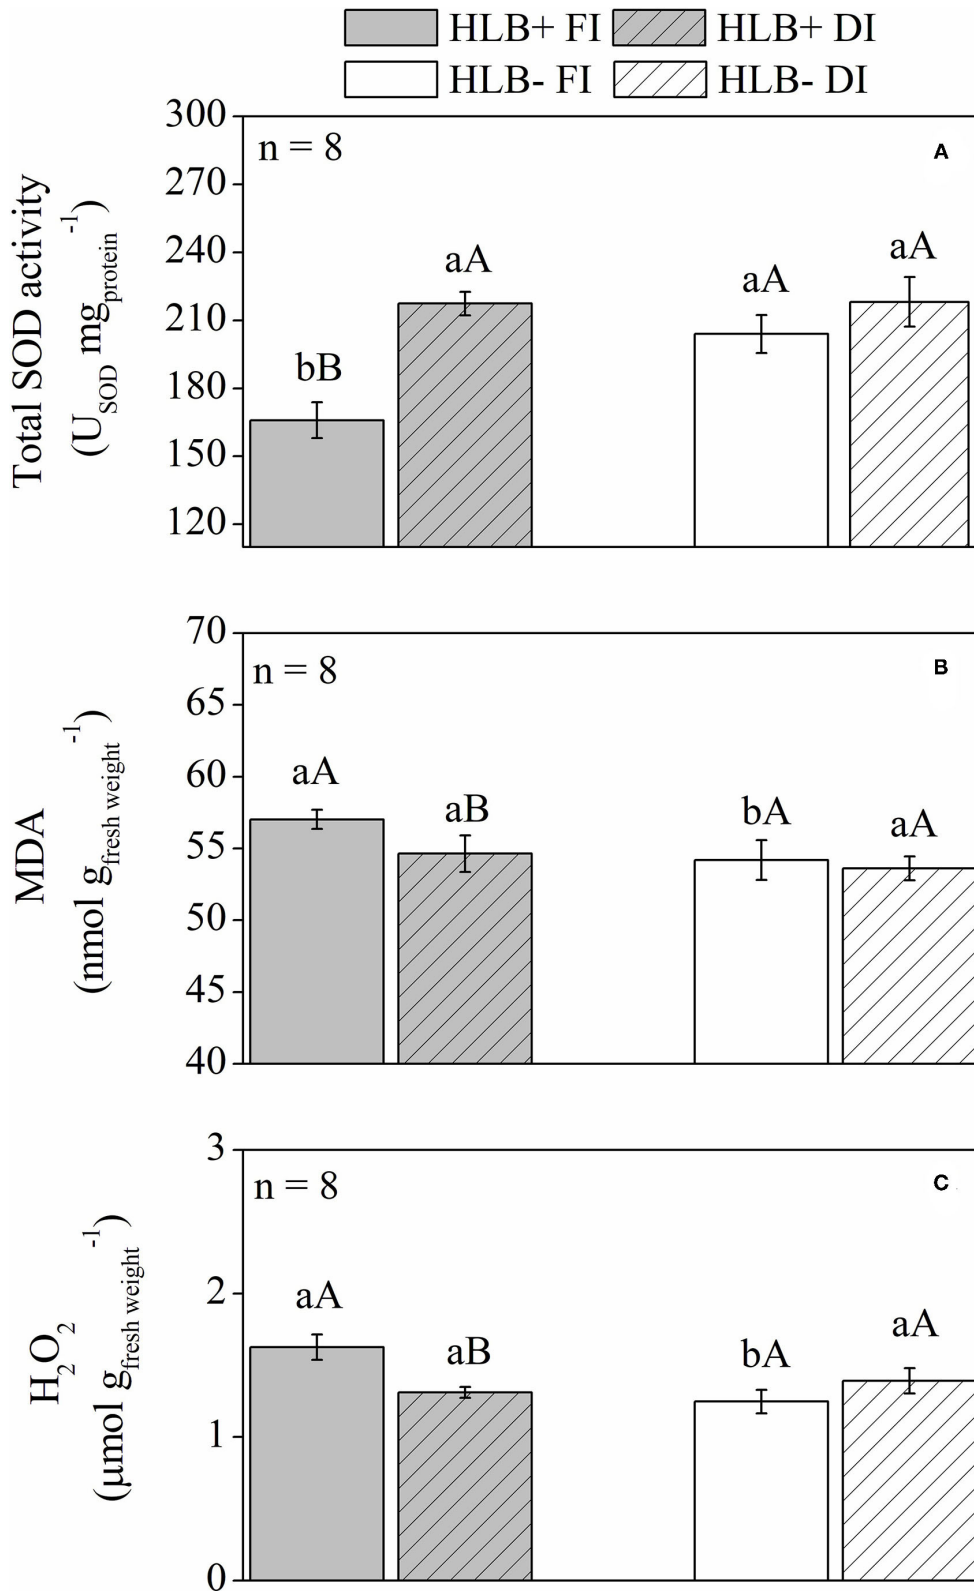 HLB+ FI HLB+ DI
HLB- FI HLB- DI
Total SOD activity
(U_SOD mg_protein^-1)
300
270
240
210
180
150
120
n = 8
A
bB
aA
aA
aA
MDA
(nmol g_fresh weight^-1)
70
65
60
55
50
45
40
n = 8
B
aA
aB
bA
aA
H₂O₂
(μmol g_fresh weight^-1)
3
2
1
0
n = 8
C
aA
aB
bA
aA